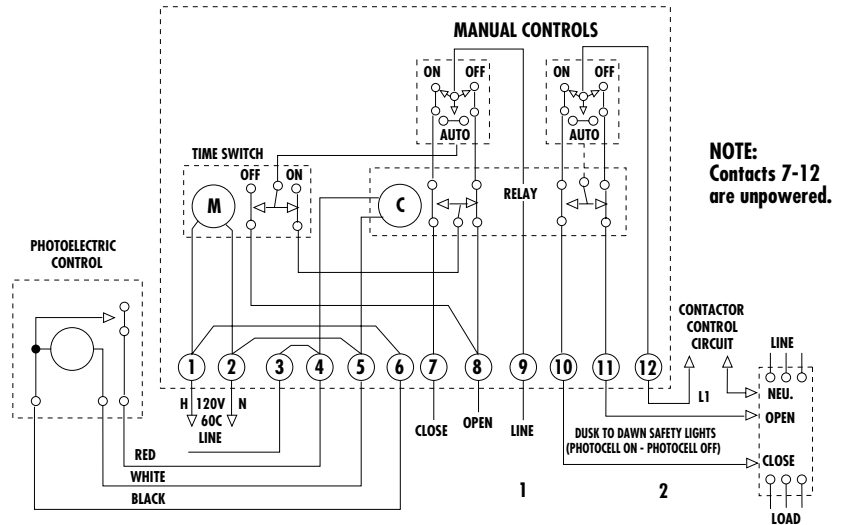 MANUAL CONTROLS
ON OFF
AUTO
ON OFF
AUTO
NOTE:
Contacts 7-12
are unpowered.
TIME SWITCH
OFF ON
M
C
RELAY
PHOTOELECTRIC
CONTROL
1 2 3 4 5 6 7 8 9 10 11 12
H 120V N
60C
LINE
CLOSE
OPEN
LINE
CONTACTOR
CONTROL
CIRCUIT
L1
LINE
NEU.
OPEN
CLOSE
LOAD
DUSK TO DAWN SAFETY LIGHTS
(PHOTOCELL ON - PHOTOCELL OFF)
RED
WHITE
BLACK
1
2